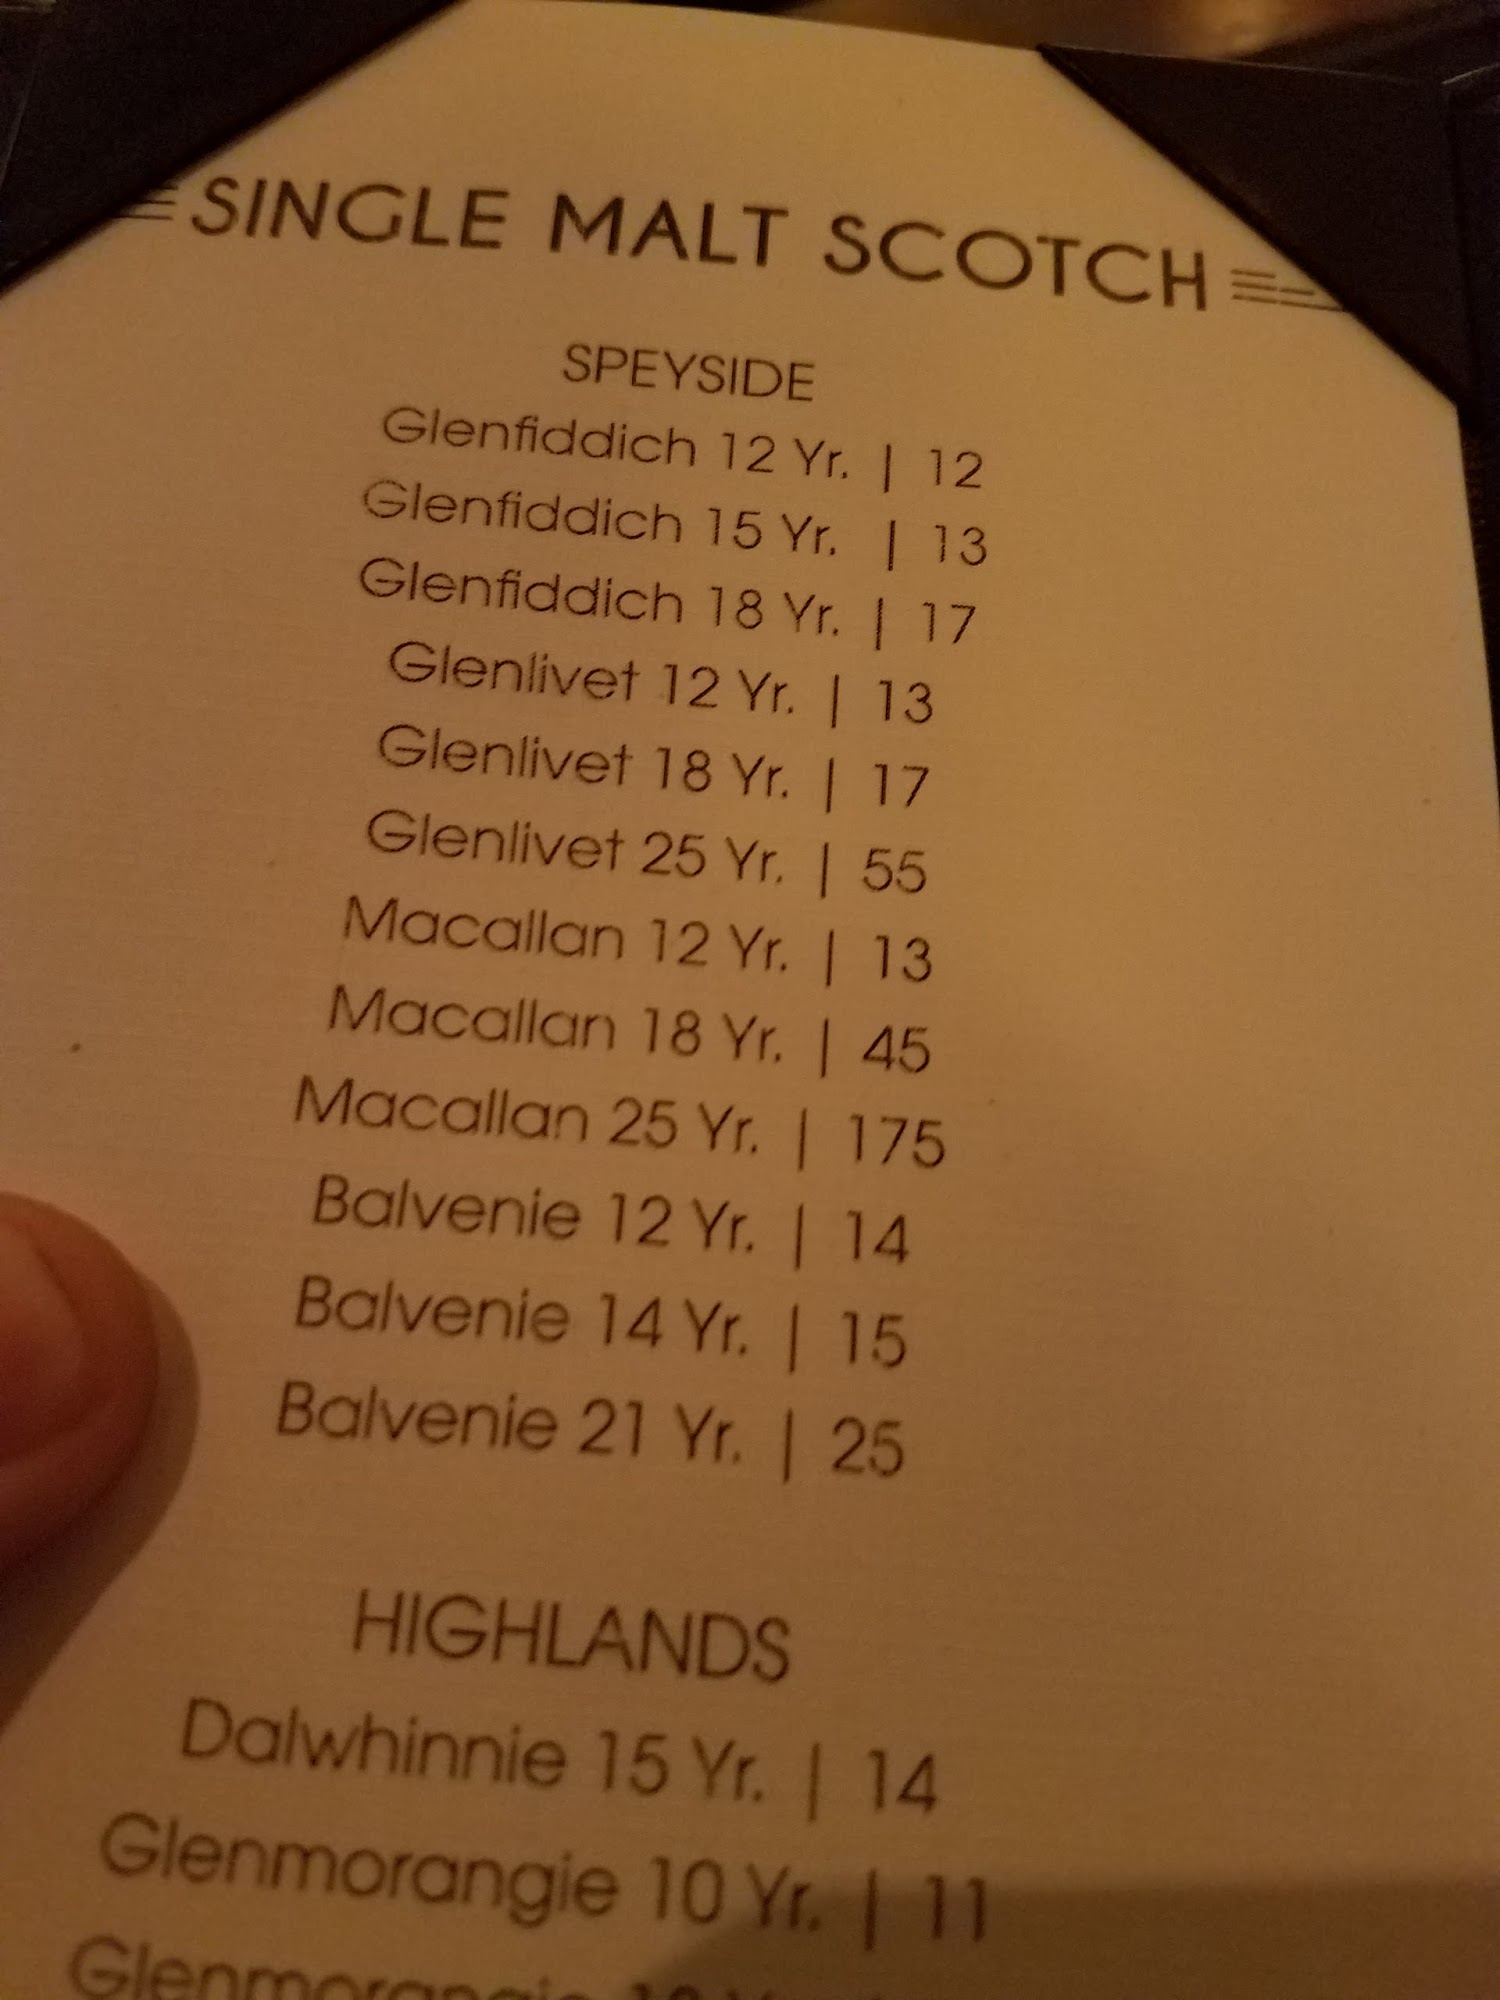 SINGLE MALT SCOTCH
SPEYSIDE
Glenfiddich 12 Yr. | 12
Glenfiddich 15 Yr. | 13
Glenfiddich 18 Yr. | 17
Glenlivet 12 Yr. | 13
Glenlivet 18 Yr. | 17
Glenlivet 25 Yr. | 55
Macallan 12 Yr. | 13
Macallan 18 Yr. | 45
Macallan 25 Yr. | 175
Balvenie 12 Yr. | 14
Balvenie 14 Yr. | 15
Balvenie 21 Yr. | 25
HIGHLANDS
Dalwhinnie 15 Yr. | 14
Glenmorangie 10 Yr. | 11
Glenmorangie